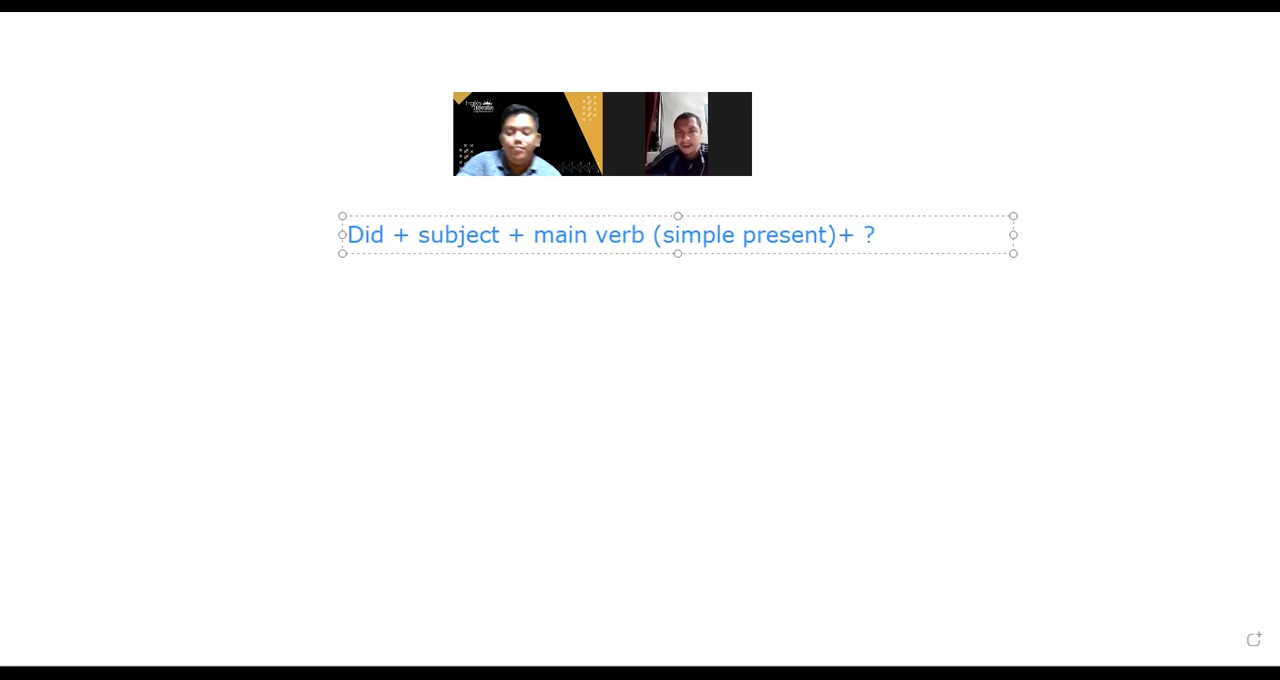 Did + subject + main verb (simple present)+ ?